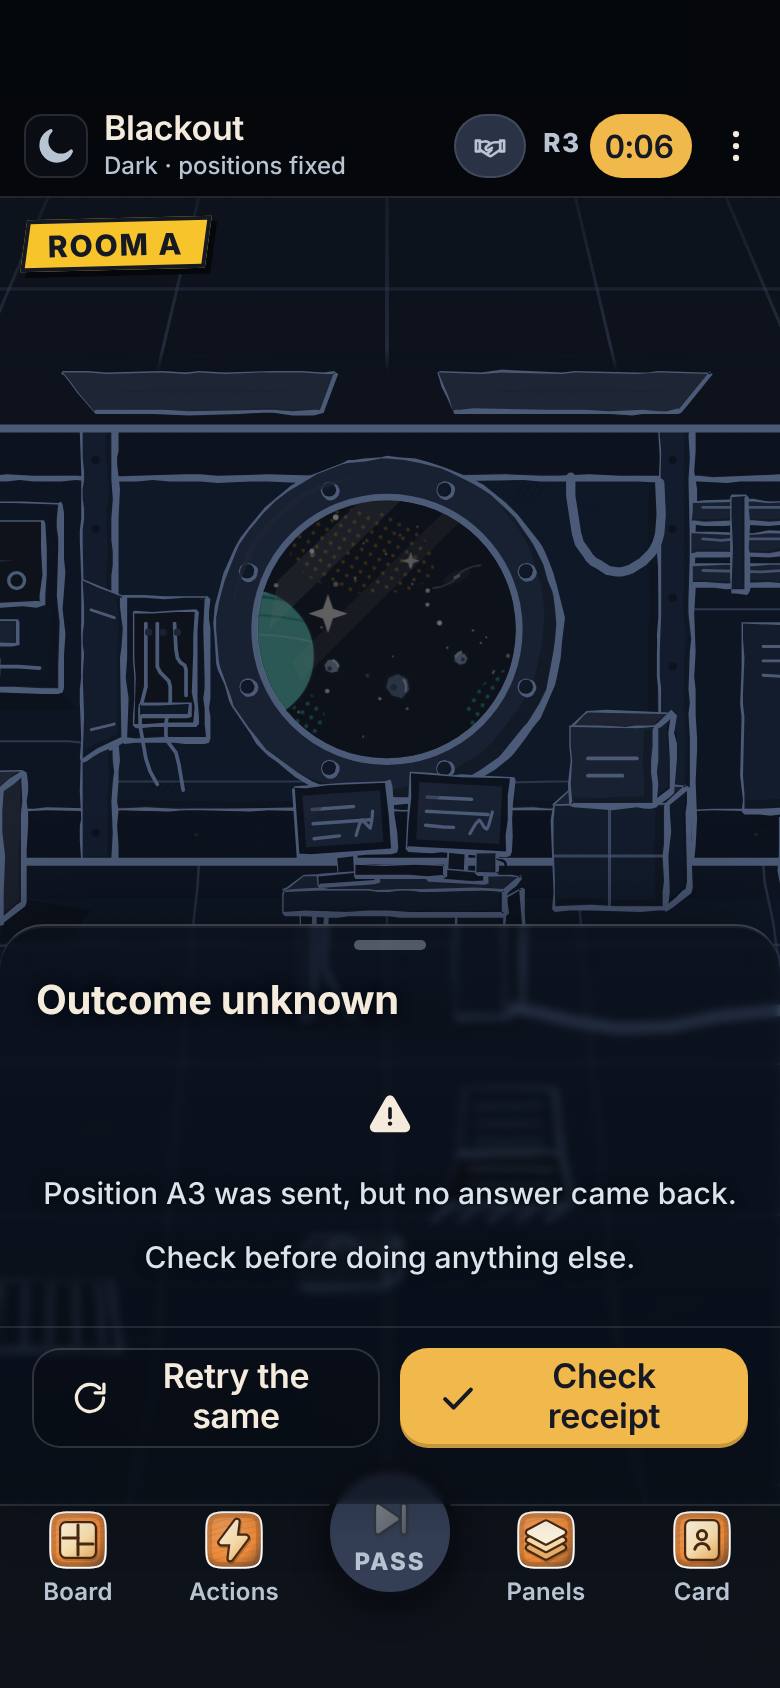 Blackout
Dark · positions fixed
R3
0:06
ROOM A
Outcome unknown
Position A3 was sent, but no answer came back.
Check before doing anything else.
Retry the
same
Check
receipt
PASS
Board
Actions
Panels
Card